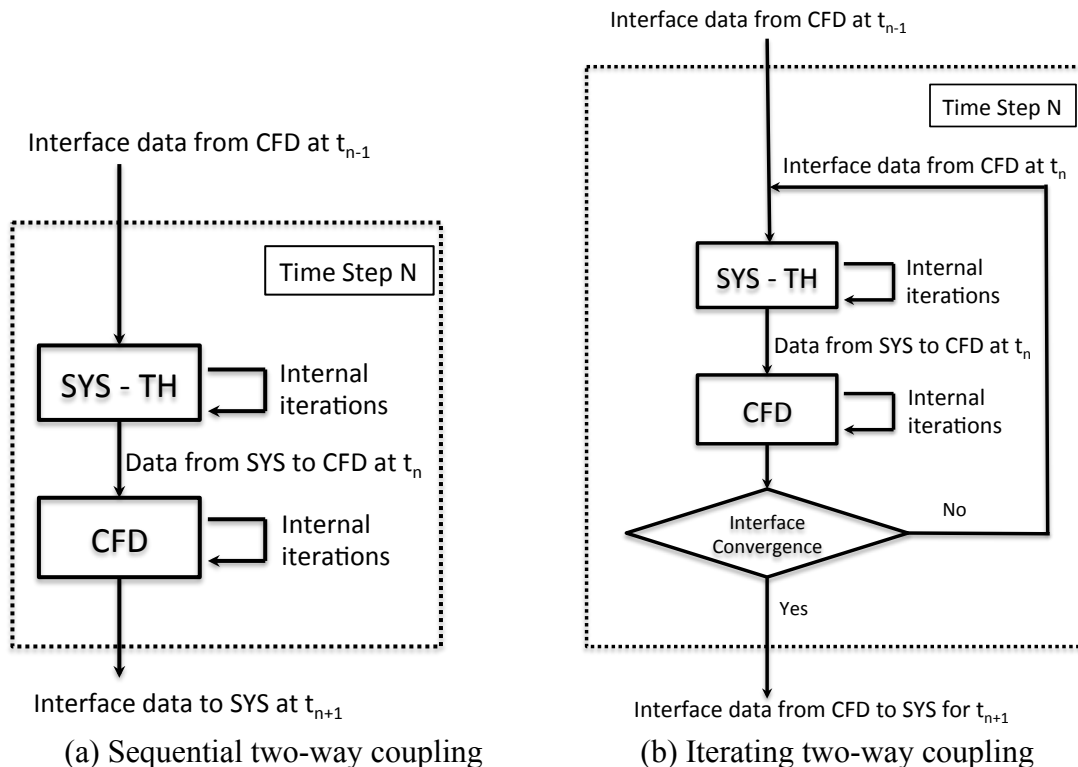 Interface data from CFD at tn-1
Time Step N
SYS - TH
Internal
iterations
Data from SYS to CFD at tn
CFD
Internal
iterations
Interface data to SYS at tn+1
(a) Sequential two-way coupling
Interface data from CFD at tn-1
Time Step N
Interface data from CFD at tn
SYS - TH
Internal
iterations
Data from SYS to CFD at tn
CFD
Internal
iterations
Interface
Convergence
No
Yes
Interface data from CFD to SYS for tn+1
(b) Iterating two-way coupling